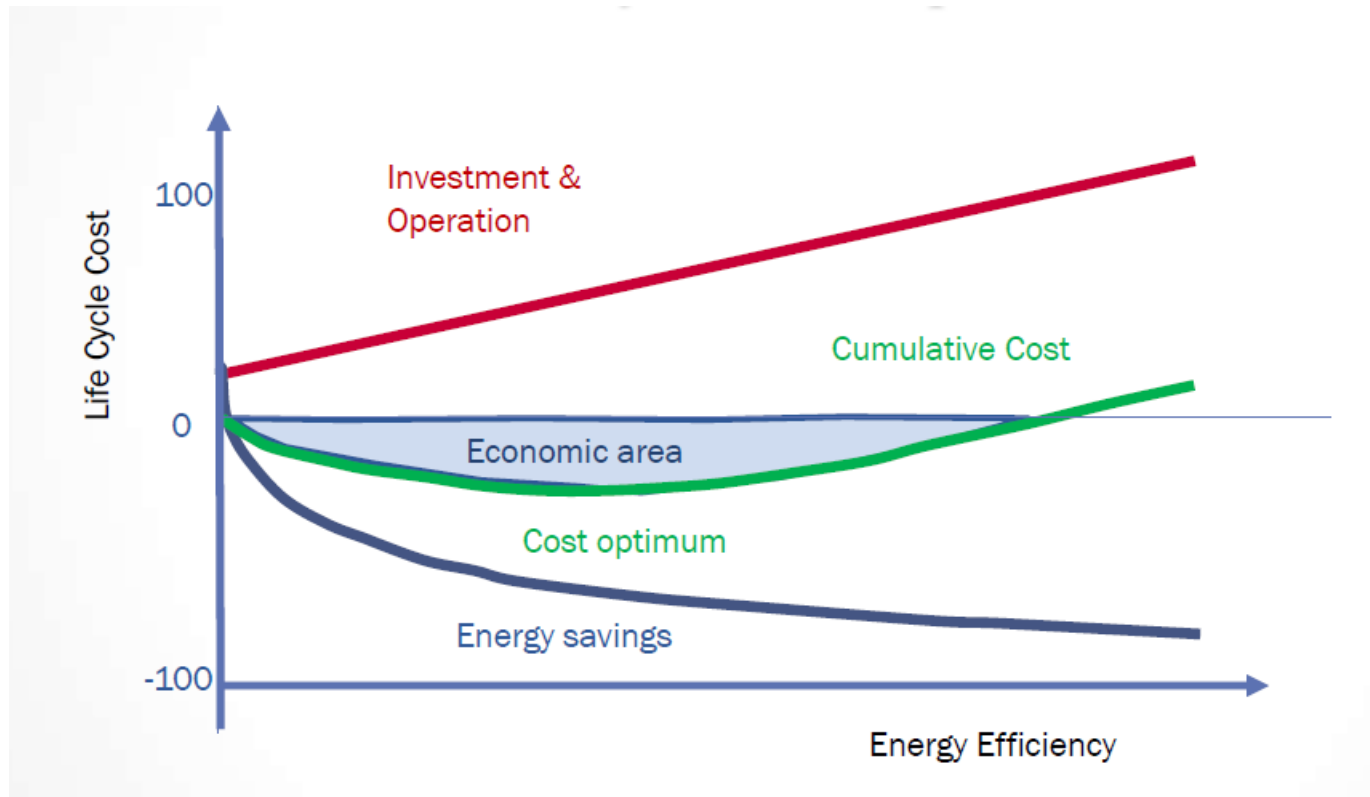 Investment &
Operation
100
Life Cycle Cost
Cumulative Cost
0
Economic area
Cost optimum
Energy savings
-100
Energy Efficiency